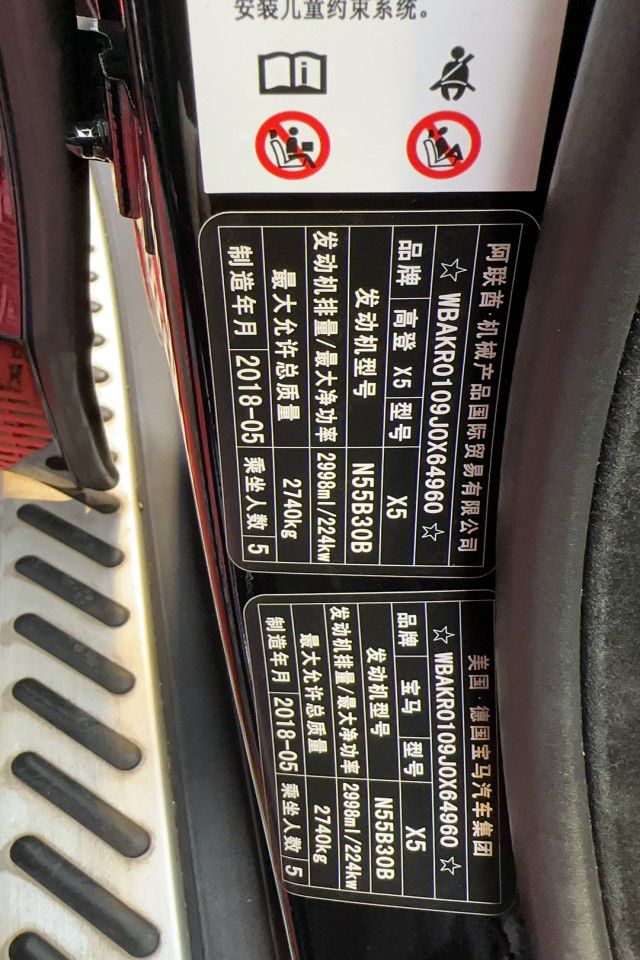 安装儿童约束系统。
阿联酋·机械产品国际贸易有限公司
☆ WBAKR0109J0X64960 ☆
品牌 高登 X5 型号 X5
发动机型号 N55B30B
发动机排量/最大净功率 2998ml/224kw
最大允许总质量 2740kg
制造年月 2018-05 乘坐人数 5
美国·德国宝马汽车集团
☆ WBAKR0109J0X64960 ☆
品牌 宝马 型号 X5
发动机型号 N55B30B
发动机排量/最大净功率 2998ml/224kw
最大允许总质量 2740kg
制造年月 2018-05 乘坐人数 5